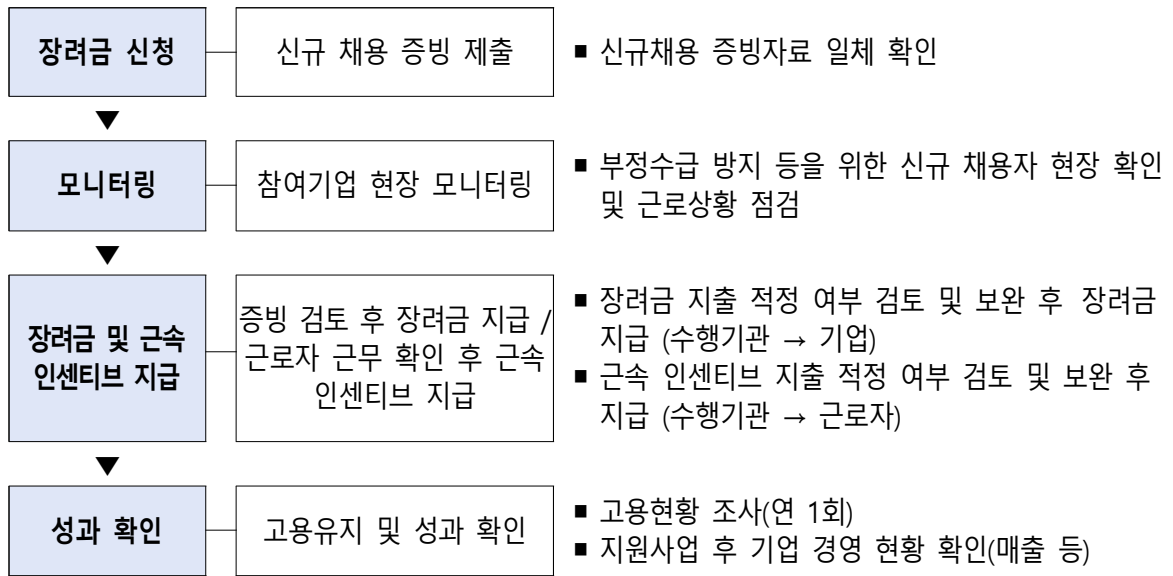 장려금 신청
신규 채용 증빙 제출
■ 신규채용 증빙자료 일체 확인
▼
모니터링
참여기업 현장 모니터링
■ 부정수급 방지 등을 위한 신규 채용자 현장 확인
및 근로상황 점검
▼
장려금 및 근속
인센티브 지급
증빙 검토 후 장려금 지급 /
근로자 근무 확인 후 근속
인센티브 지급
■ 장려금 지출 적정 여부 검토 및 보완 후 장려금
지급 (수행기관 → 기업)
■ 근속 인센티브 지출 적정 여부 검토 및 보완 후
지급 (수행기관 → 근로자)
▼
성과 확인
고용유지 및 성과 확인
■ 고용현황 조사(연 1회)
■ 지원사업 후 기업 경영 현황 확인(매출 등)